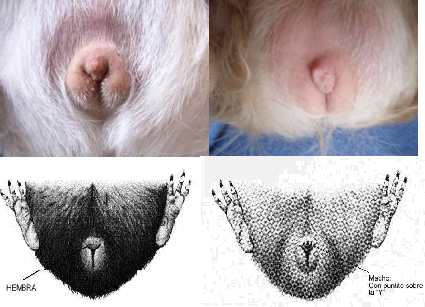 HEMBRA
Macho:
Con puntito sobre
la "Y"